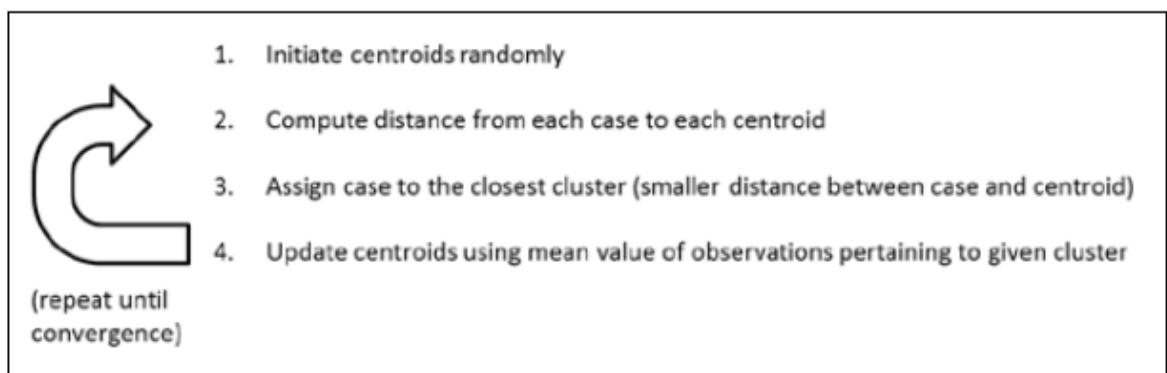 1. Initiate centroids randomly
2. Compute distance from each case to each centroid
3. Assign case to the closest cluster (smaller distance between case and centroid)
4. Update centroids using mean value of observations pertaining to given cluster
(repeat until
convergence)